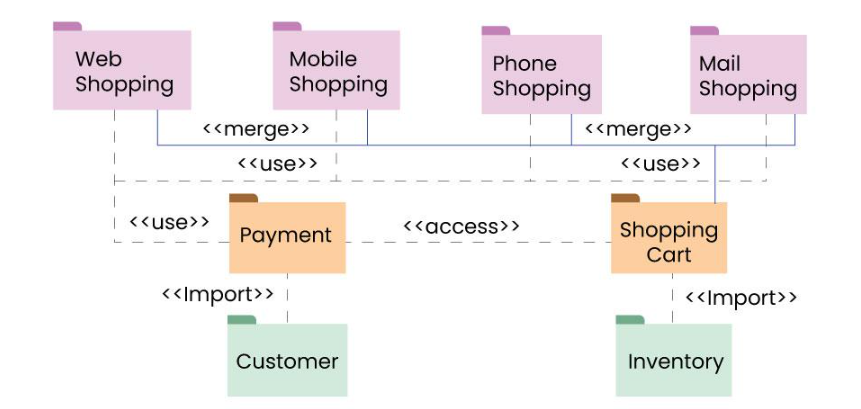 Web
Shopping
Mobile
Shopping
Phone
Shopping
Mail
Shopping
<<merge>>
<<merge>>
<<use>>
<<use>>
<<use>>
Payment
<<access>>
Shopping
Cart
<<Import>>
<<Import>>
Customer
Inventory